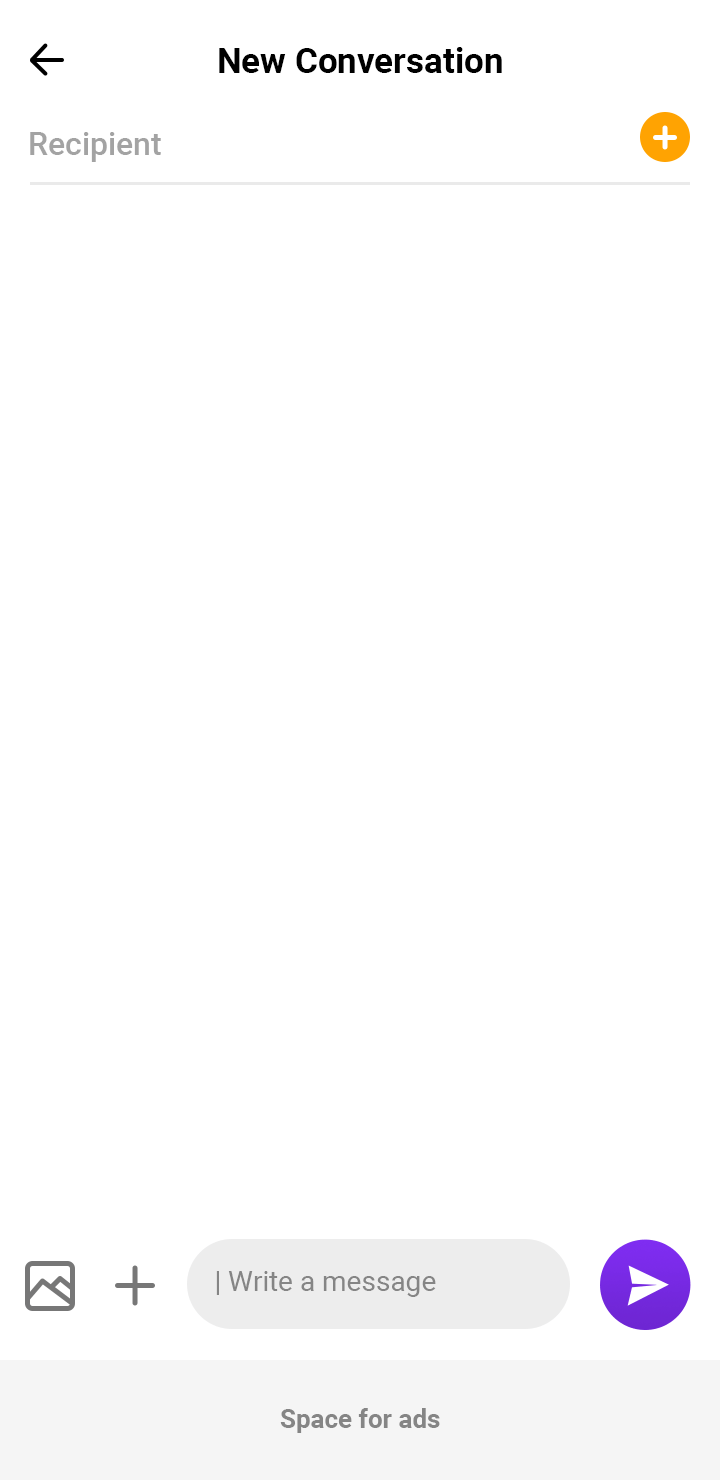 New Conversation
Recipient
| Write a message
Space for ads